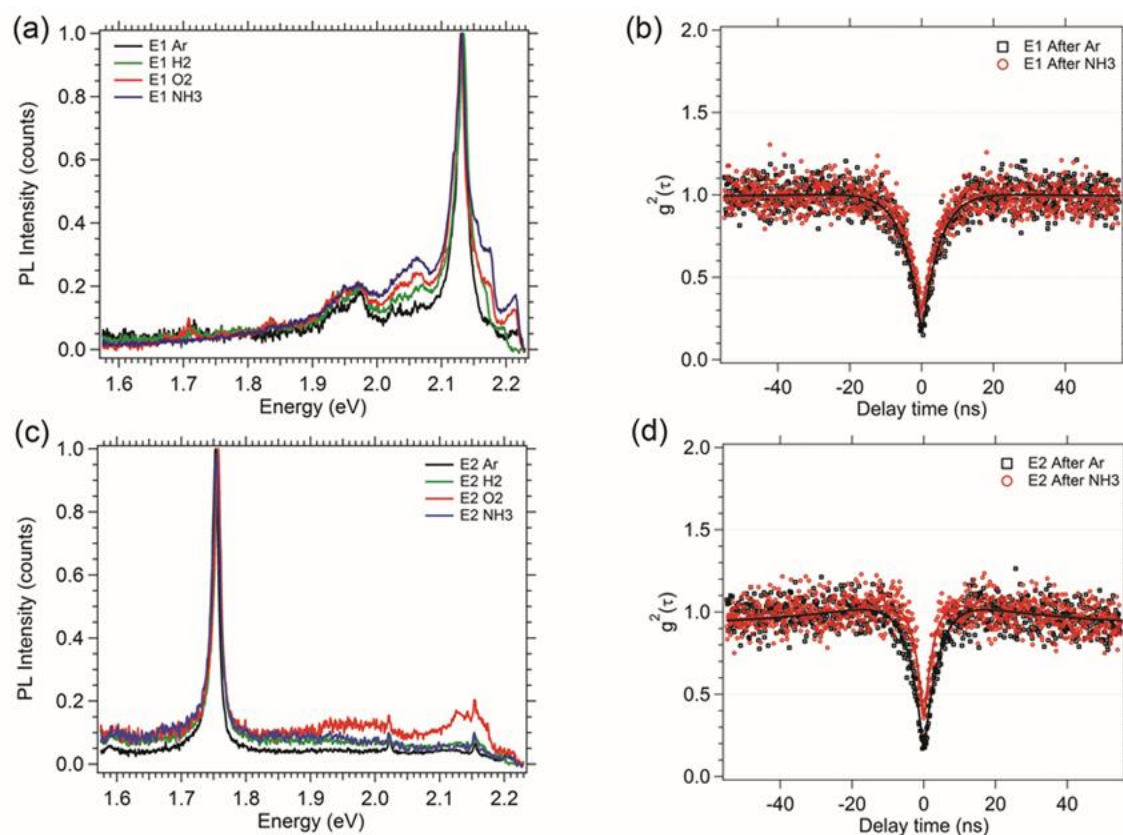 (a)
1.0
0.8
0.6
0.4
0.2
0.0
PL Intensity (counts)
E1 Ar
E1 H2
E1 O2
E1 NH3
1.6 1.7 1.8 1.9 2.0 2.1 2.2
Energy (eV)
(b)
2.0
1.5
1.0
0.5
0.0
g²(τ)
E1 After Ar
E1 After NH3
-40 -20 0 20 40
Delay time (ns)
(c)
1.0
0.8
0.6
0.4
0.2
0.0
PL Intensity (counts)
E2 Ar
E2 H2
E2 O2
E2 NH3
1.6 1.7 1.8 1.9 2.0 2.1 2.2
Energy (eV)
(d)
2.0
1.5
1.0
0.5
0.0
g²(τ)
E2 After Ar
E2 After NH3
-40 -20 0 20 40
Delay time (ns)